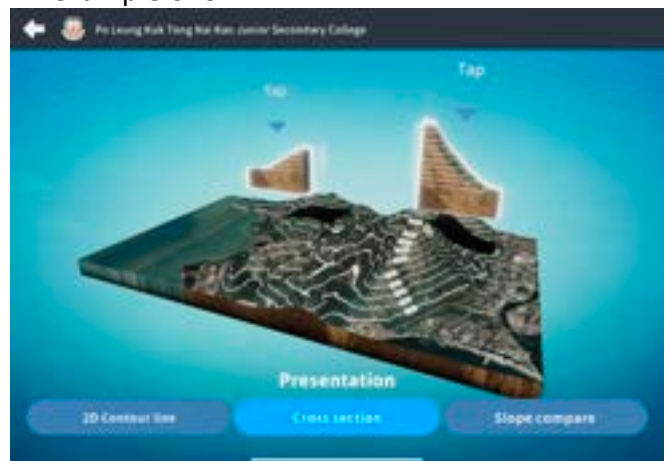 Po Leung Kuk Tong Nai Kan Junior Secondary College
Tap
Tap
Presentation
2D Contour line
Cross section
Slope compare